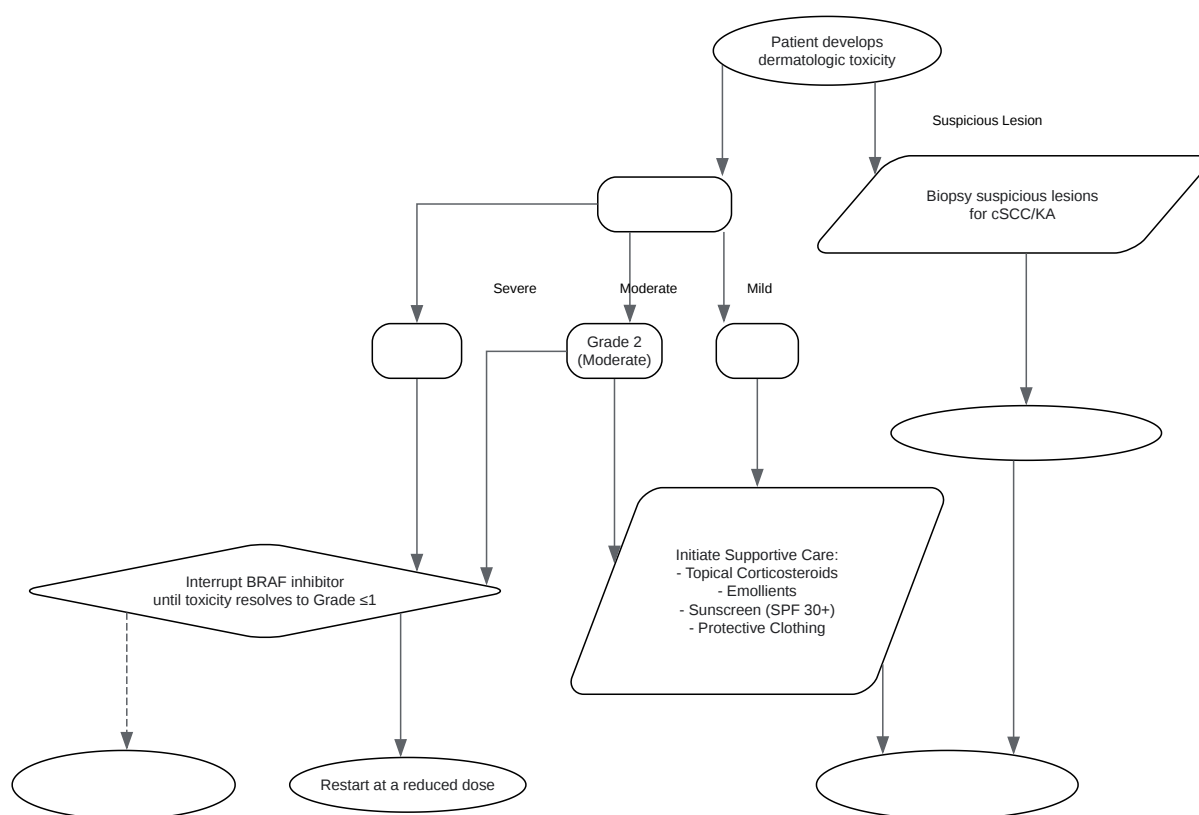 Patient develops
dermatologic toxicity
Suspicious Lesion
Biopsy suspicious lesions
for cSCC/KA
Severe
Moderate
Mild
Grade 2
(Moderate)
Initiate Supportive Care:
- Topical Corticosteroids
- Emollients
- Sunscreen (SPF 30+)
- Protective Clothing
Interrupt BRAF inhibitor
until toxicity resolves to Grade ≤1
Restart at a reduced dose